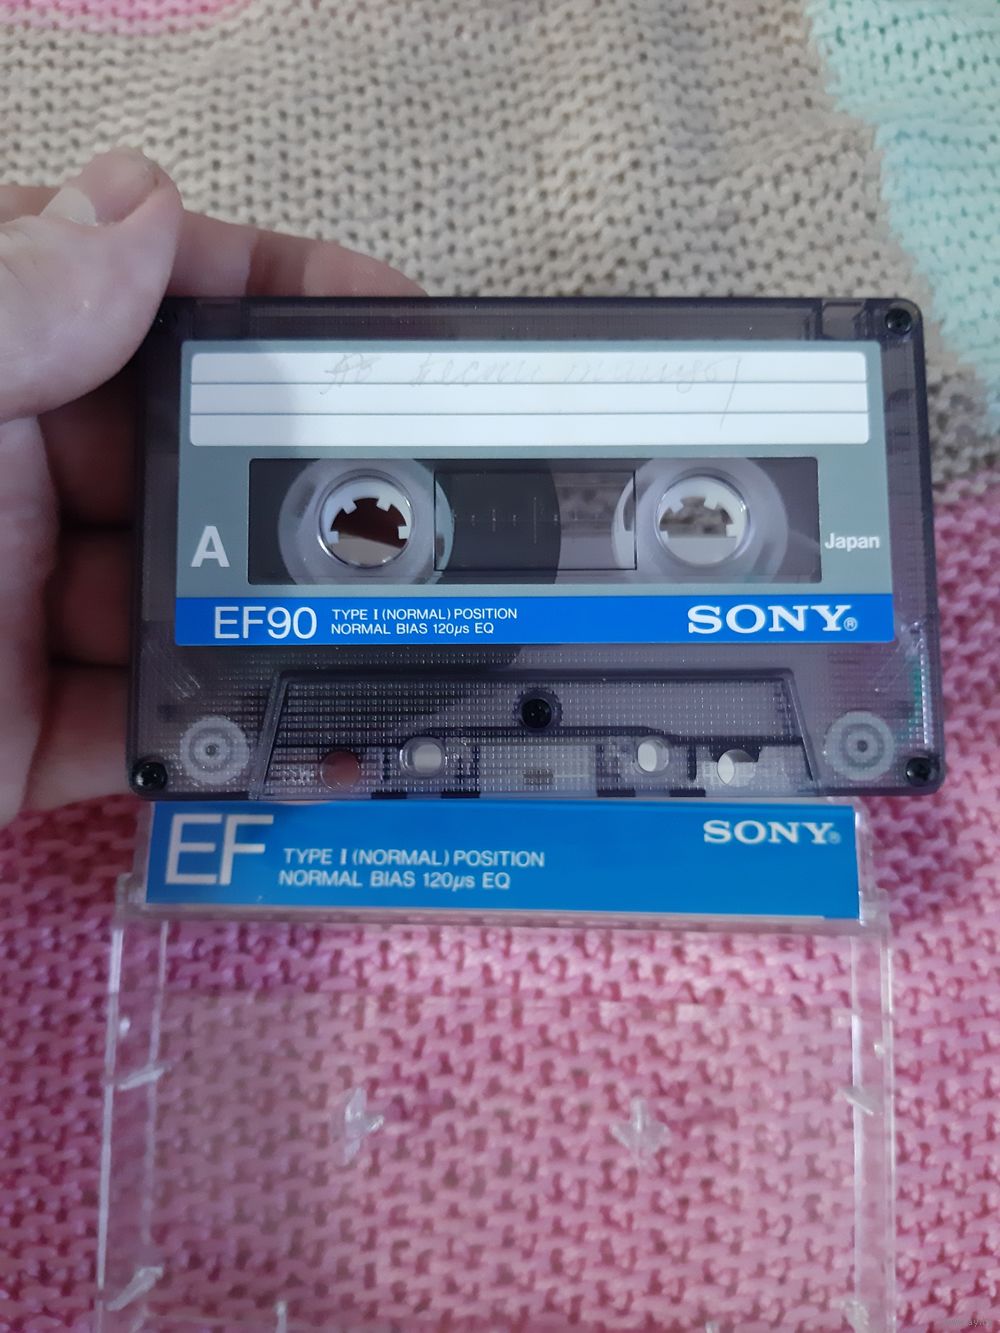 A
Japan
EF90 TYPE I (NORMAL) POSITION
NORMAL BIAS 120µs EQ
SONY®
EF TYPE I (NORMAL) POSITION
NORMAL BIAS 120µs EQ
SONY®